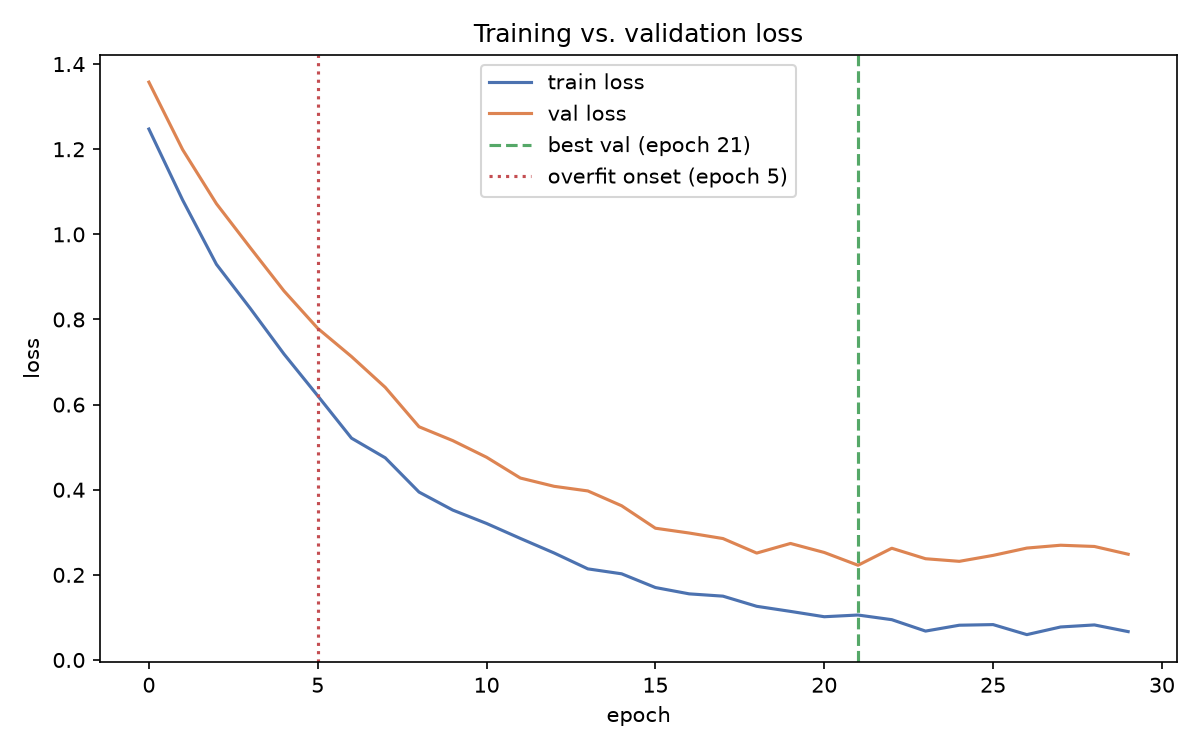 Training vs. validation loss
train loss
val loss
best val (epoch 21)
overfit onset (epoch 5)
1.4
1.2
1.0
0.8
0.6
0.4
0.2
0.0
loss
0 5 10 15 20 25 30
epoch